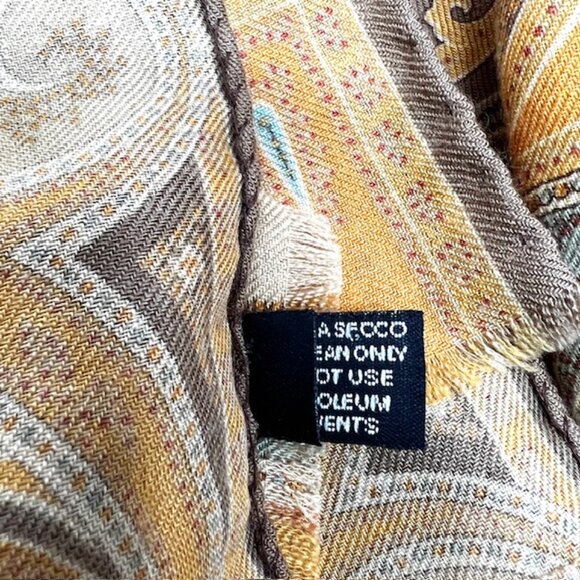 A SECCO
EAN ONLY
OT USE
OLEUM
VENTS